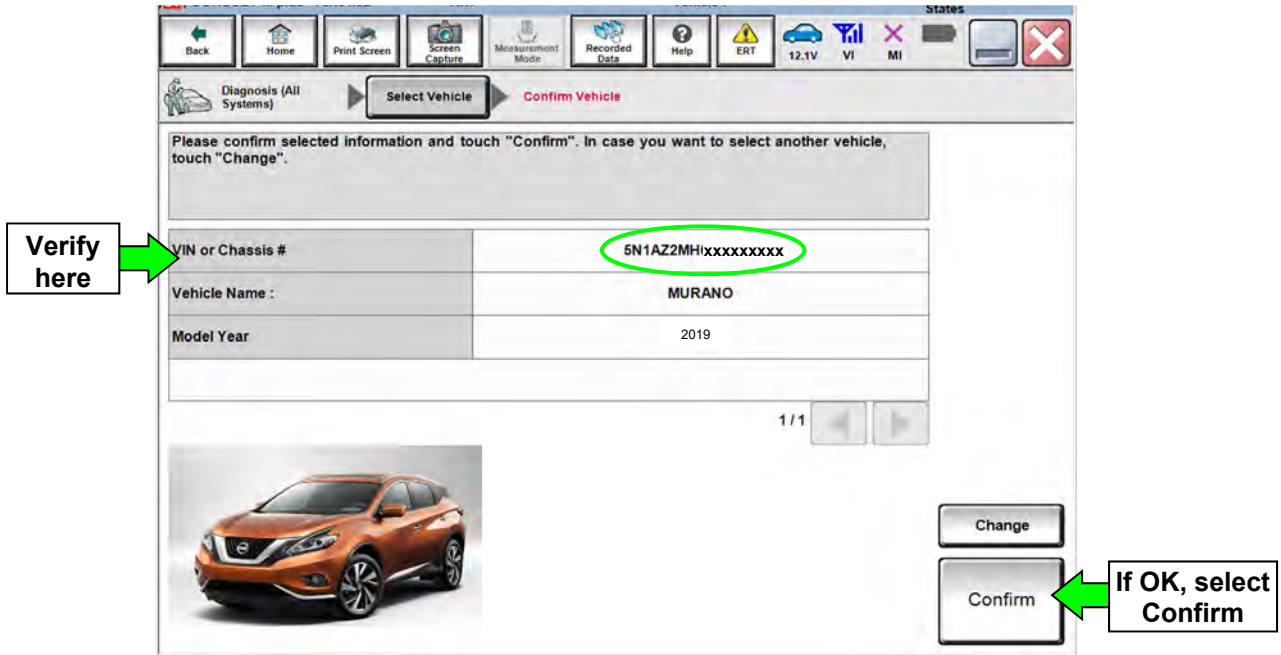 States
Back
Home
Print Screen
Screen Capture
Measurement Mode
Recorded Data
Help
ERT
12.1V
VI
MI
Diagnosis (All Systems)
Select Vehicle
Confirm Vehicle
Please confirm selected information and touch "Confirm". In case you want to select another vehicle,
touch "Change".
Verify
here
VIN or Chassis #
5N1AZ2MH xxxxxxxxx
Vehicle Name :
MURANO
Model Year
2019
1/1
Change
Confirm
If OK, select
Confirm